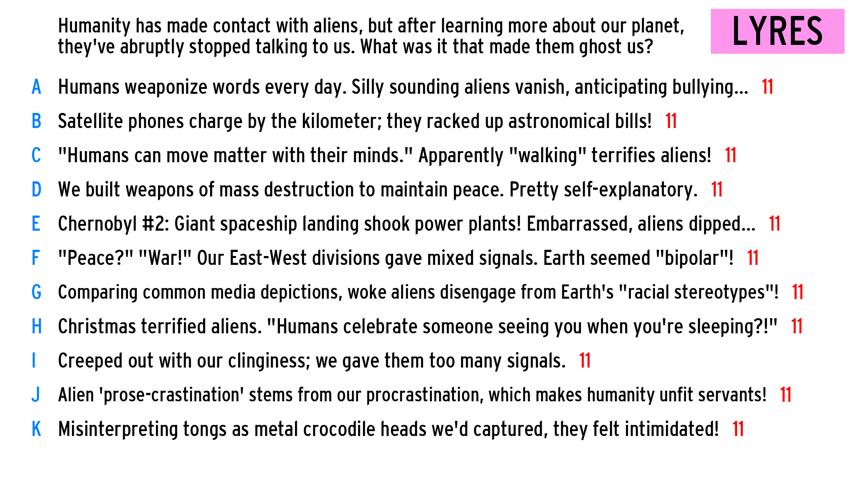 Humanity has made contact with aliens, but after learning more about our planet,
they've abruptly stopped talking to us. What was it that made them ghost us?
LYRES
A Humans weaponize words every day. Silly sounding aliens vanish, anticipating bullying... 11
B Satellite phones charge by the kilometer; they racked up astronomical bills! 11
C "Humans can move matter with their minds." Apparently "walking" terrifies aliens! 11
D We built weapons of mass destruction to maintain peace. Pretty self-explanatory. 11
E Chernobyl #2: Giant spaceship landing shook power plants! Embarrassed, aliens dipped... 11
F "Peace?" "War!" Our East-West divisions gave mixed signals. Earth seemed "bipolar"! 11
G Comparing common media depictions, woke aliens disengage from Earth's "racial stereotypes"! 11
H Christmas terrified aliens. "Humans celebrate someone seeing you when you're sleeping?!" 11
I Creeped out with our clinginess; we gave them too many signals. 11
J Alien 'prose-crastination' stems from our procrastination, which makes humanity unfit servants! 11
K Misinterpreting tongs as metal crocodile heads we'd captured, they felt intimidated! 11